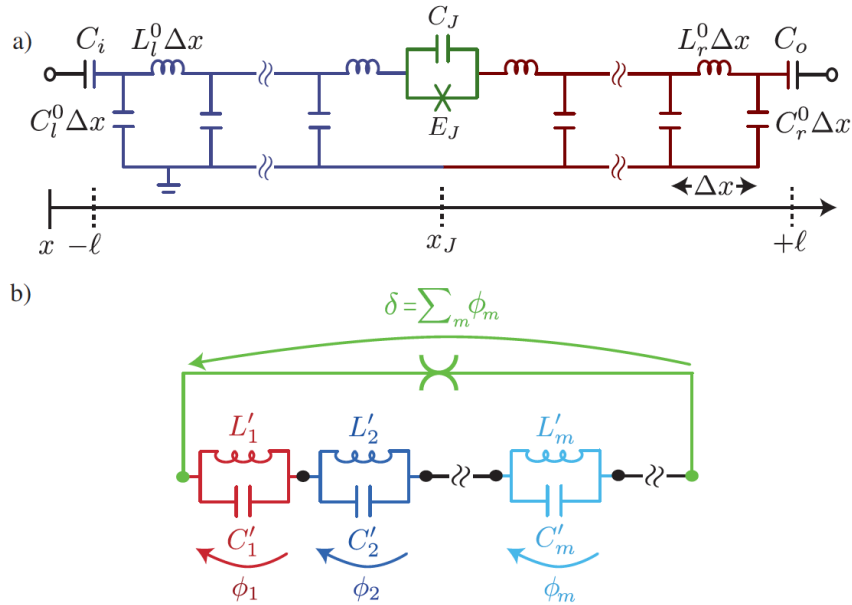 a)
C_i
L_l^0 Δx
C_J
L_r^0 Δx
C_o
C_l^0 Δx
E_J
C_r^0 Δx
Δx
x
-ℓ
x_J
+ℓ
b)
δ = ∑_m ϕ_m
L'_1
L'_2
L'_m
C'_1
C'_2
C'_m
ϕ_1
ϕ_2
ϕ_m